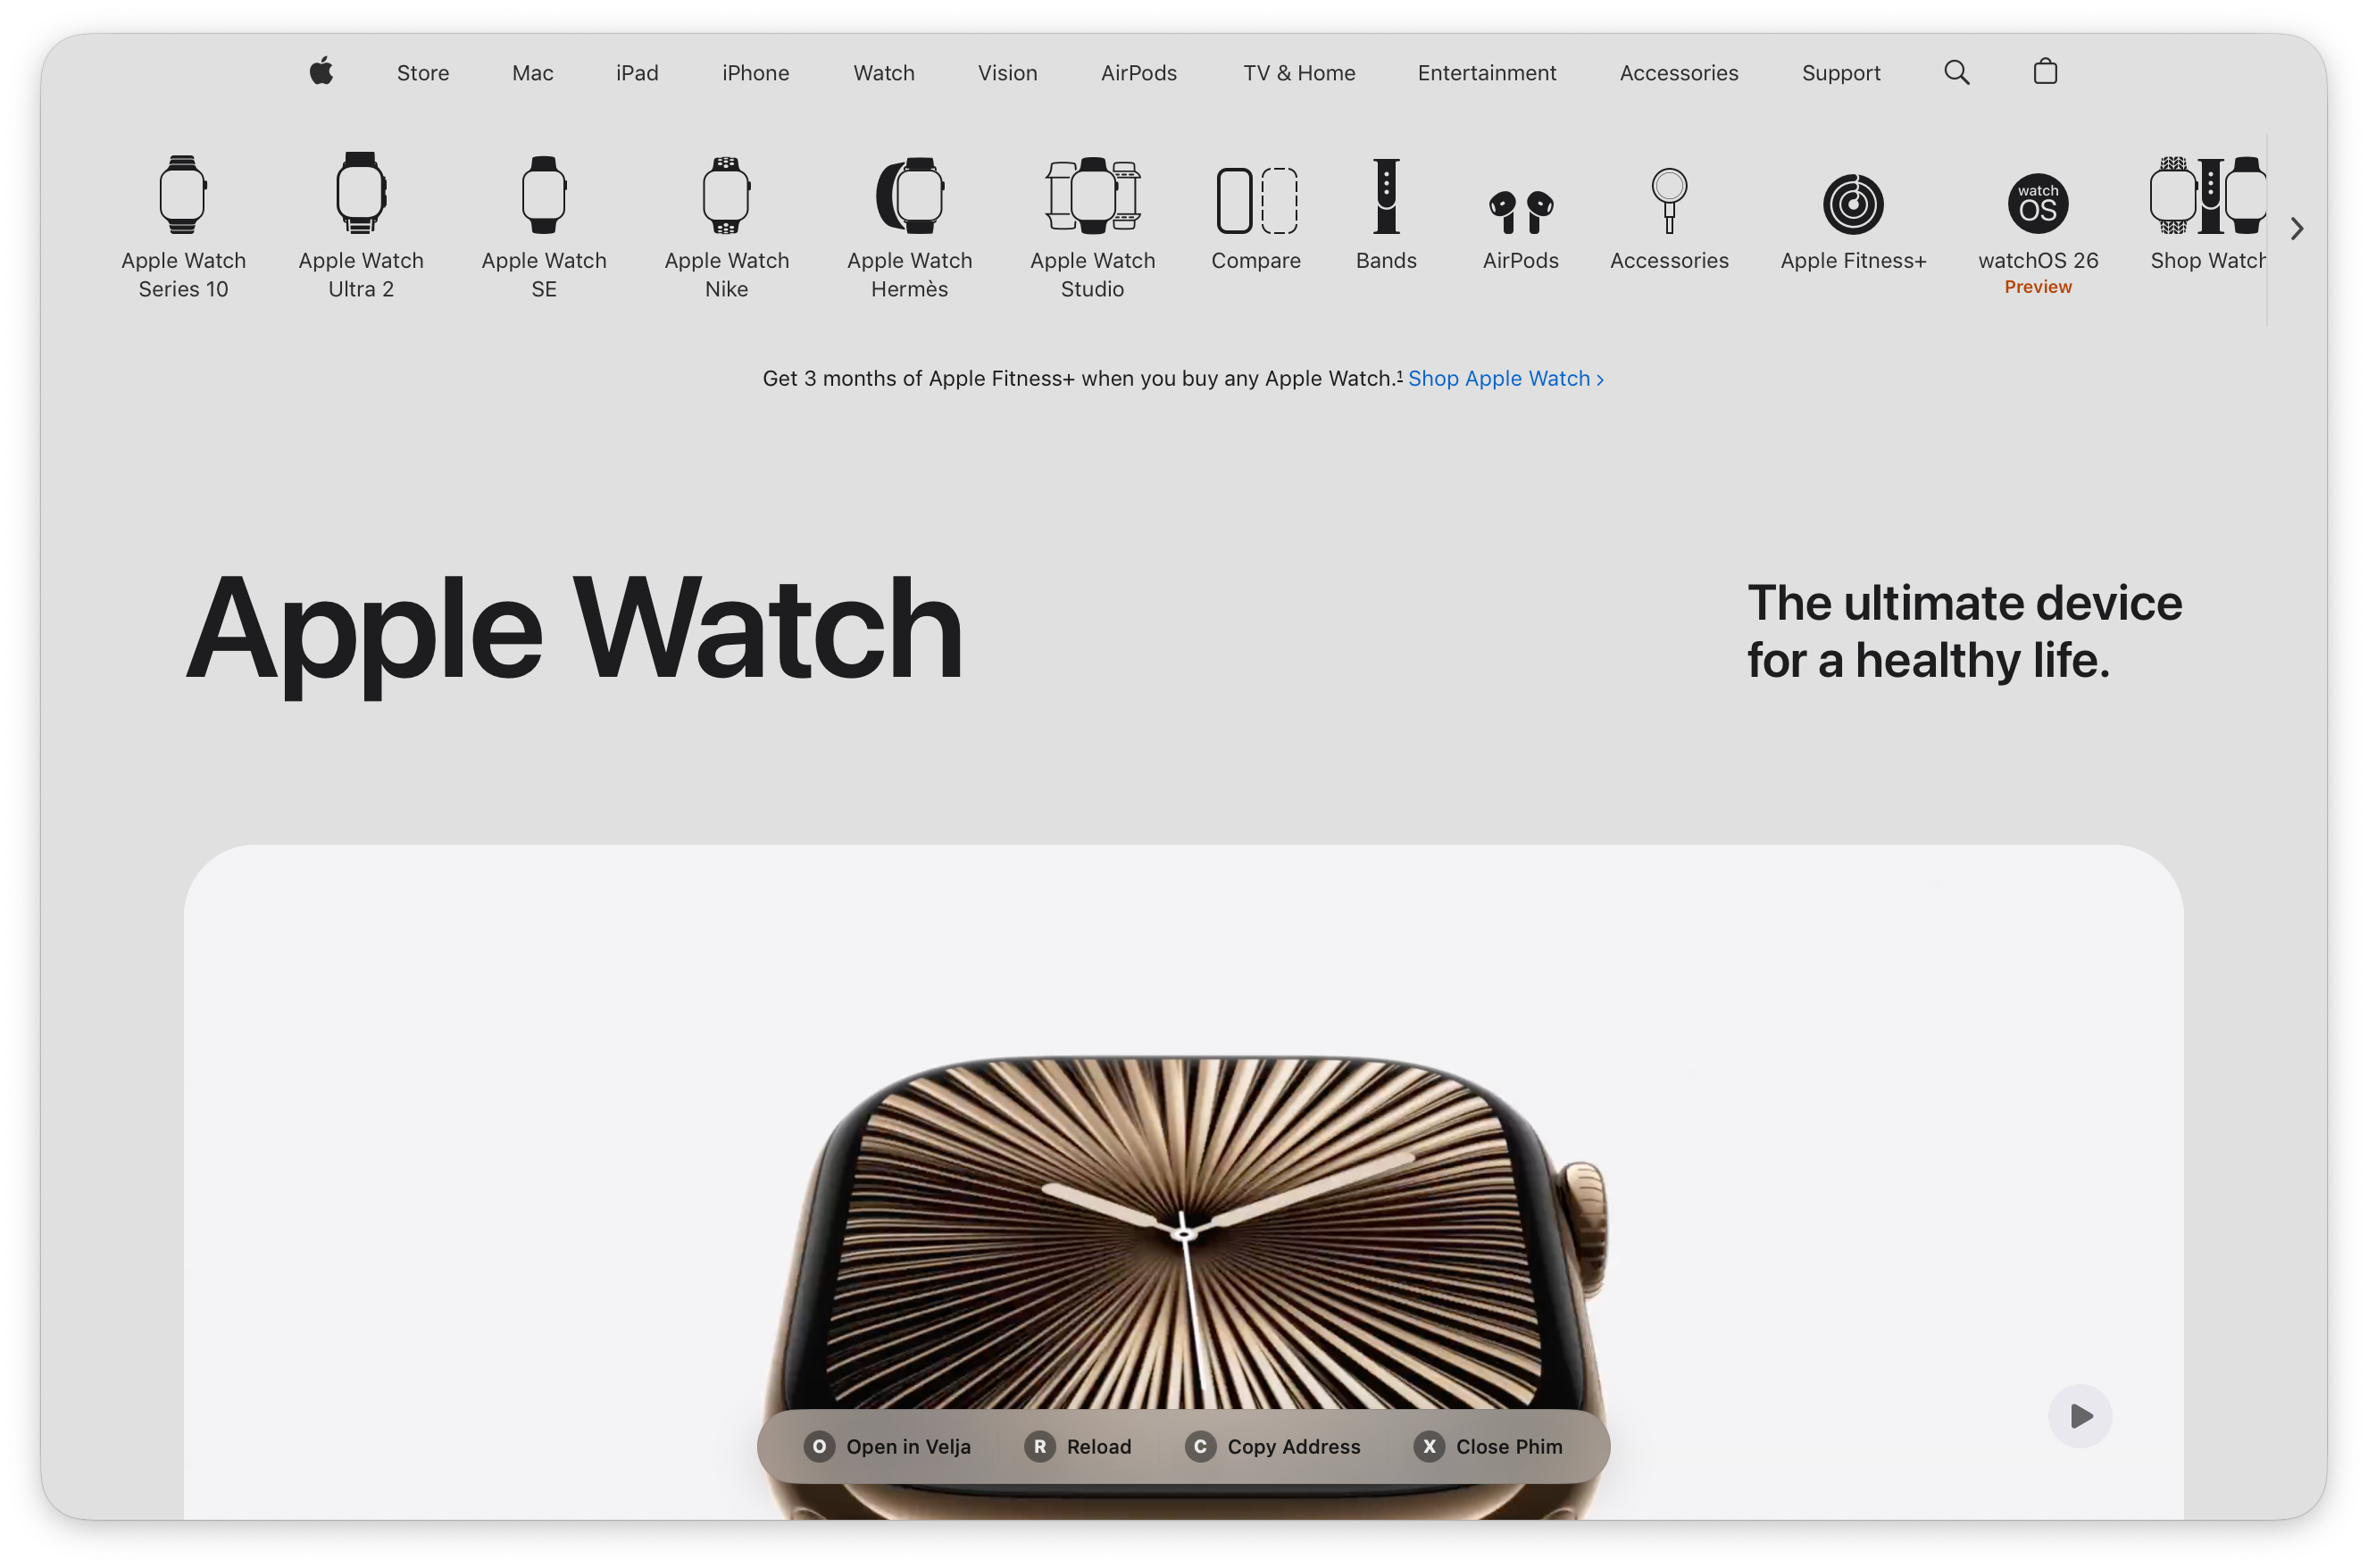 Store Mac iPad iPhone Watch Vision AirPods TV & Home Entertainment Accessories Support
Apple Watch
Series 10
Apple Watch
Ultra 2
Apple Watch
SE
Apple Watch
Nike
Apple Watch
Hermès
Apple Watch
Studio
Compare
Bands
AirPods
Accessories
Apple Fitness+
watch
OS
watchOS 26
Preview
Shop Watch
Get 3 months of Apple Fitness+ when you buy any Apple Watch.¹ Shop Apple Watch >
Apple Watch
The ultimate device
for a healthy life.
O Open in Velja R Reload C Copy Address X Close Phim